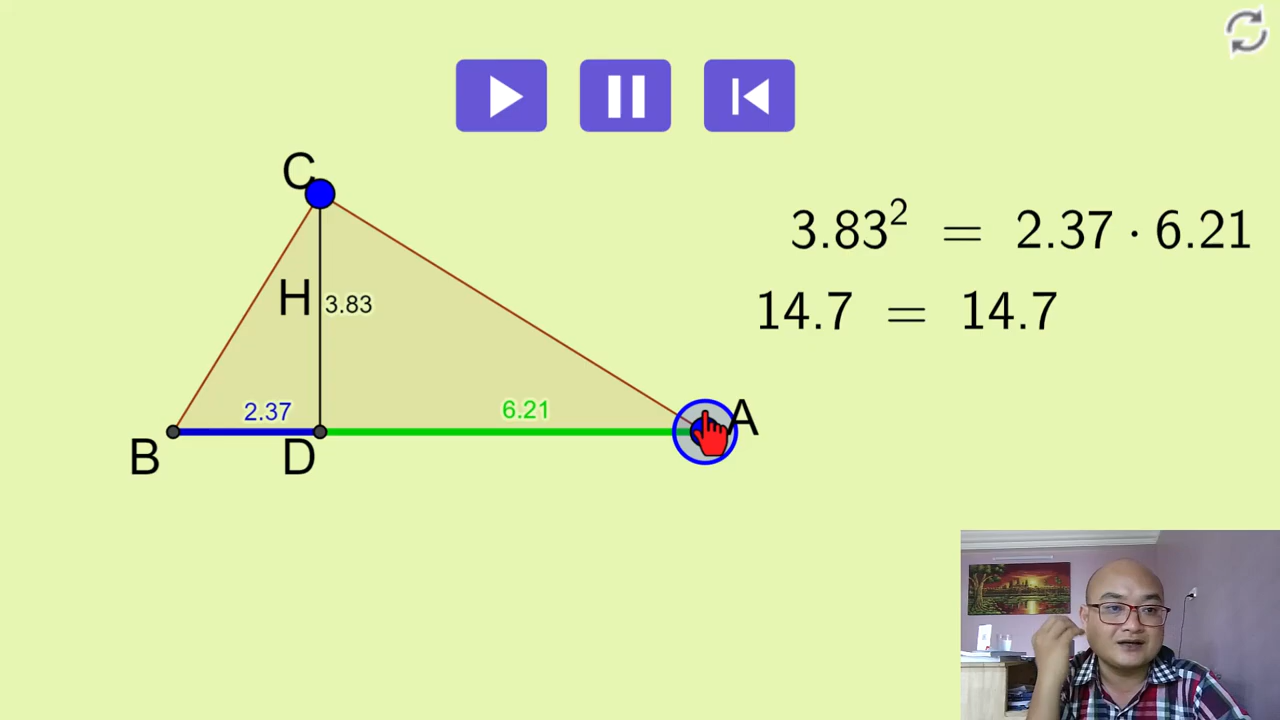 C
3.83² = 2.37 · 6.21
H 3.83
14.7 = 14.7
2.37
6.21
A
B
D